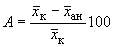 A = (x̅к − x̅ан) / x̅к 100